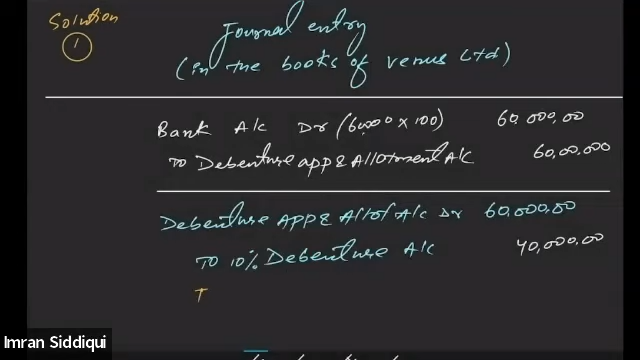 Solution
1
Journal entry
(in the books of Venus Ltd)
Bank A/c Dr (60,000 x 100) 60,000,00
To Debenture app & Allotment A/c 60,00,000
Debenture App & Allot A/c Dr 60,000,00
To 10% Debenture A/c 40,000,00
T
Imran Siddiqui